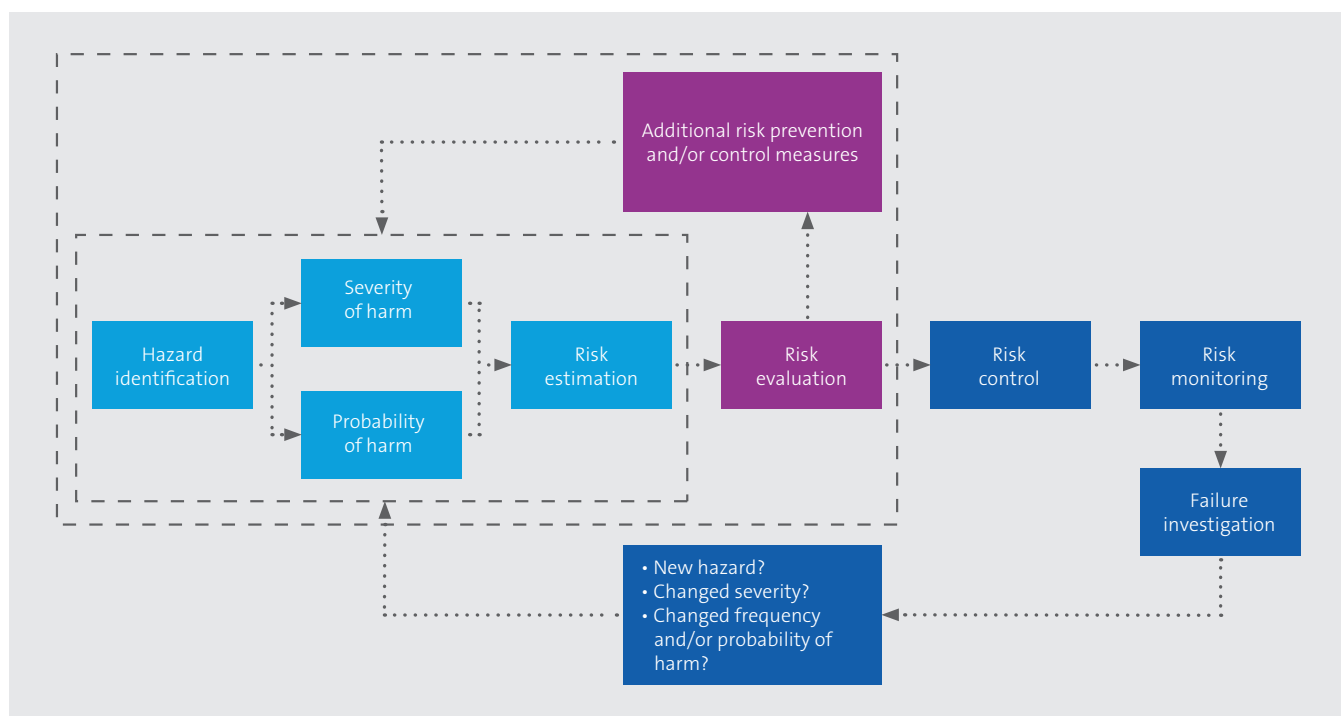 Additional risk prevention
and/or control measures
Severity
of harm
Hazard
identification
Probability
of harm
Risk
estimation
Risk
evaluation
Risk
control
Risk
monitoring
Failure
investigation
• New hazard?
• Changed severity?
• Changed frequency
and/or probability of
harm?